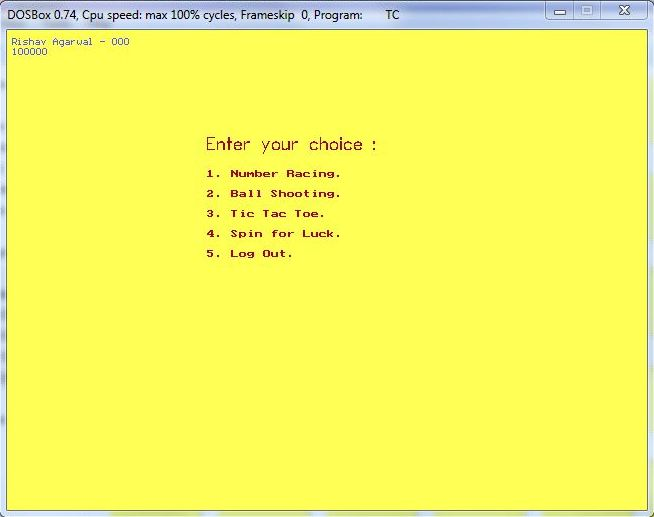 DOSBox 0.74, Cpu speed: max 100% cycles, Frameskip 0, Program: TC
Rishav Agarwal - 000
100000
Enter your choice :
1. Number Racing.
2. Ball Shooting.
3. Tic Tac Toe.
4. Spin for Luck.
5. Log Out.